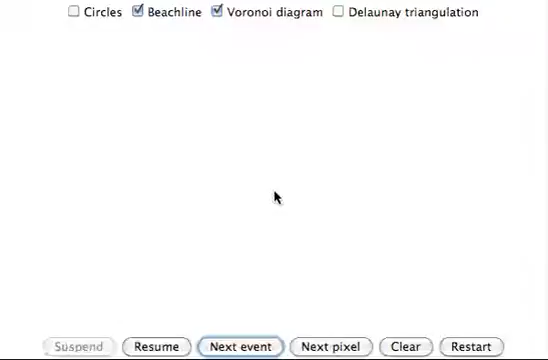 Circles Beachline Voronoi diagram Delaunay triangulation
Suspend Resume Next event Next pixel Clear Restart